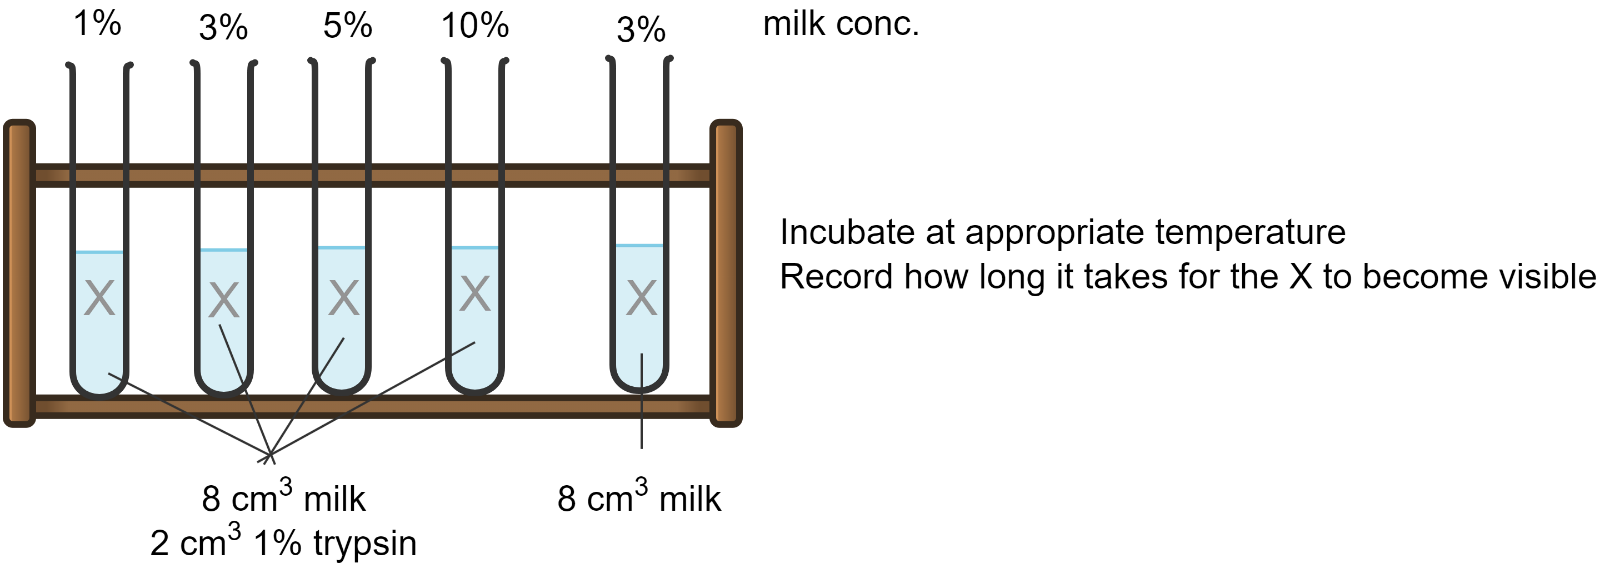 1% 3% 5% 10% 3% milk conc.
X X X X X
Incubate at appropriate temperature
Record how long it takes for the X to become visible
8 cm³ milk
2 cm³ 1% trypsin
8 cm³ milk